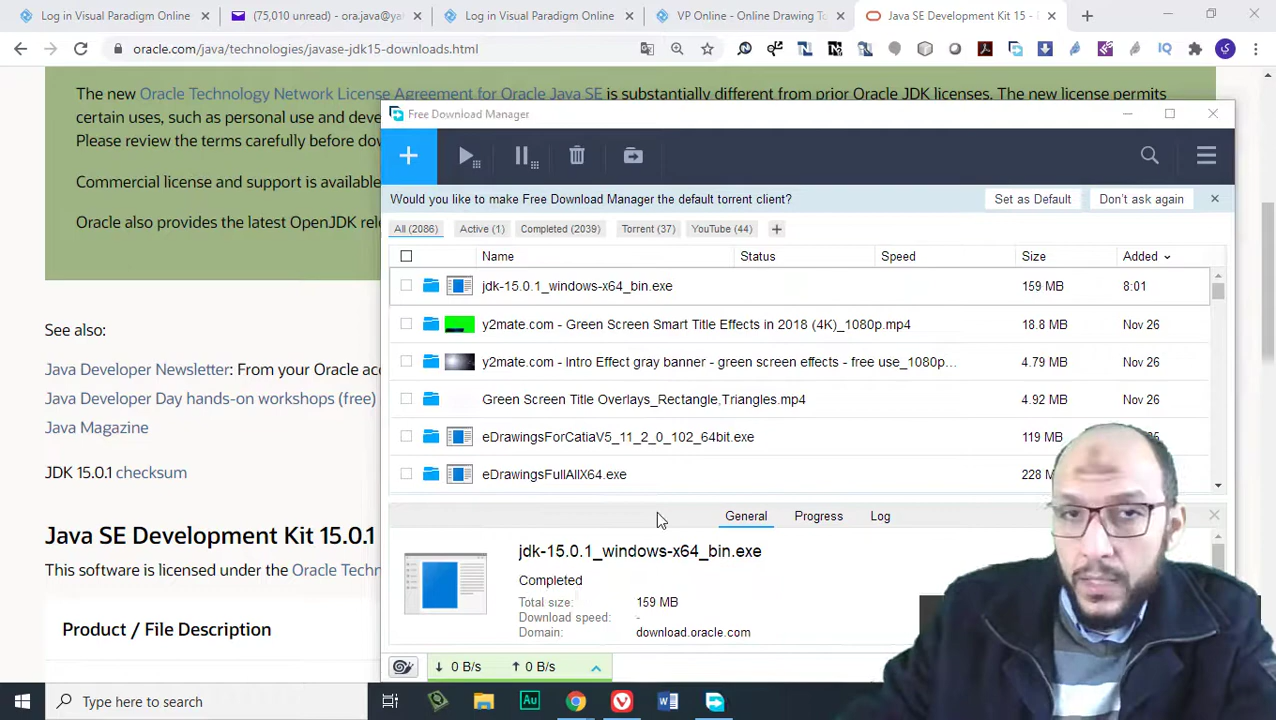 Log in Visual Paradigm Online
(75,010 unread) - ora.java@ya
Log in Visual Paradigm Online
VP Online - Online Drawing To
Java SE Development Kit 15 -
oracle.com/java/technologies/javase-jdk15-downloads.html
The new Oracle Technology Network License Agreement for Oracle Java SE is substantially different from prior Oracle JDK licenses. The new license permits
certain uses, such as personal use and deve
Please review the terms carefully before dow
Commercial license and support is available
Oracle also provides the latest OpenJDK rel
See also:
Java Developer Newsletter: From your Oracle ac
Java Developer Day hands-on workshops (free)
Java Magazine
JDK 15.0.1 checksum
Java SE Development Kit 15.0.1
This software is licensed under the Oracle Techn
Product / File Description
Free Download Manager
Would you like to make Free Download Manager the default torrent client?
Set as Default
Don't ask again
All (2086)
Active (1)
Completed (2039)
Torrent (37)
YouTube (44)
Name
Status
Speed
Size
Added
jdk-15.0.1_windows-x64_bin.exe
159 MB
8:01
y2mate.com - Green Screen Smart Title Effects in 2018 (4K)_1080p.mp4
18.8 MB
Nov 26
y2mate.com - Intro Effect gray banner - green screen effects - free use_1080p...
4.79 MB
Nov 26
Green Screen Title Overlays_Rectangle,Triangles.mp4
4.92 MB
Nov 26
eDrawingsForCatiaV5_11_2_0_102_64bit.exe
119 MB
eDrawingsFullAllX64.exe
228 M
General
Progress
Log
jdk-15.0.1_windows-x64_bin.exe
Completed
Total size:
159 MB
Download speed:
-
Domain:
download.oracle.com
0 B/s
0 B/s
Type here to search